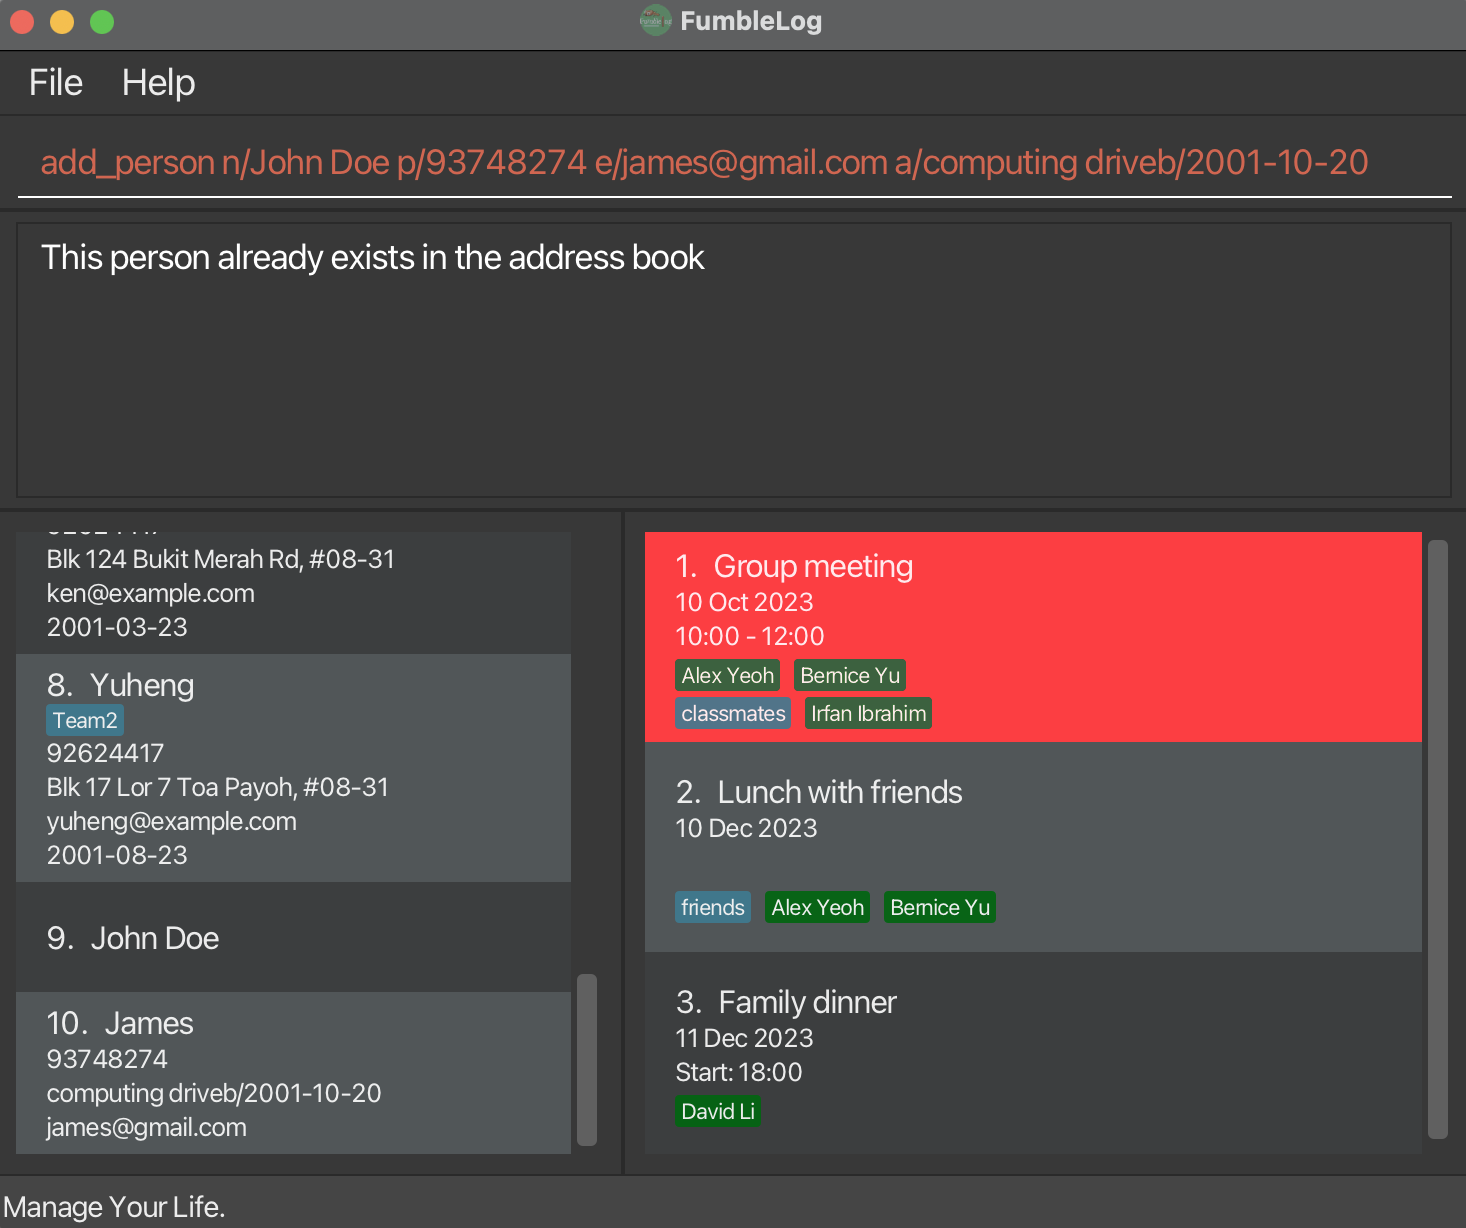 FumbleLog
File Help
add_person n/John Doe p/93748274 e/james@gmail.com a/computing driveb/2001-10-20
This person already exists in the address book
Blk 124 Bukit Merah Rd, #08-31
ken@example.com
2001-03-23
8. Yuheng
Team2
92624417
Blk 17 Lor 7 Toa Payoh, #08-31
yuheng@example.com
2001-08-23
9. John Doe
10. James
93748274
computing driveb/2001-10-20
james@gmail.com
1. Group meeting
10 Oct 2023
10:00 - 12:00
Alex Yeoh Bernice Yu
classmates Irfan Ibrahim
2. Lunch with friends
10 Dec 2023
friends Alex Yeoh Bernice Yu
3. Family dinner
11 Dec 2023
Start: 18:00
David Li
Manage Your Life.